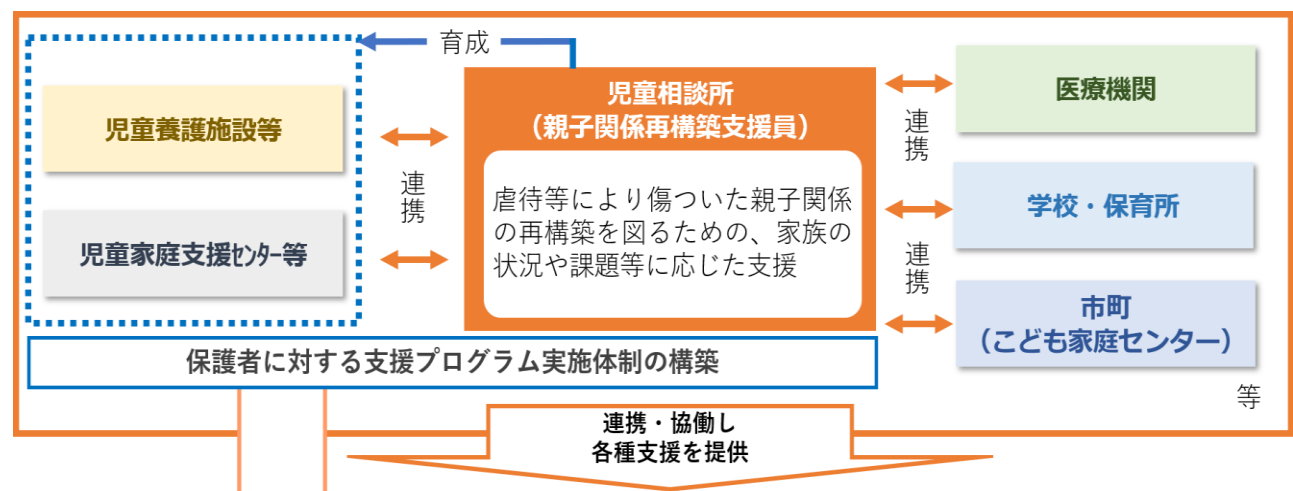 育成
児童養護施設等
児童家庭支援ｾﾝﾀｰ等
連携
児童相談所
（親子関係再構築支援員）
虐待等により傷ついた親子関係
の再構築を図るための、家族の
状況や課題等に応じた支援
連携
連携
医療機関
学校・保育所
市町
（こども家庭センター）
等
保護者に対する支援プログラム実施体制の構築
連携・協働し
各種支援を提供